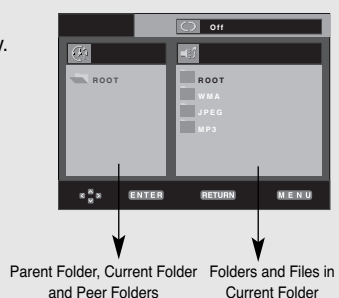 y.
Off
ROOT
ROOT
WMA
JPEG
MP3
ENTER
RETURN
MENU
Parent Folder, Current Folder
and Peer Folders
Folders and Files in
Current Folder